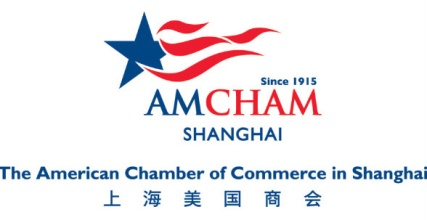 Since 1915
AMCHAM
SHANGHAI
The American Chamber of Commerce in Shanghai
上海美国商会